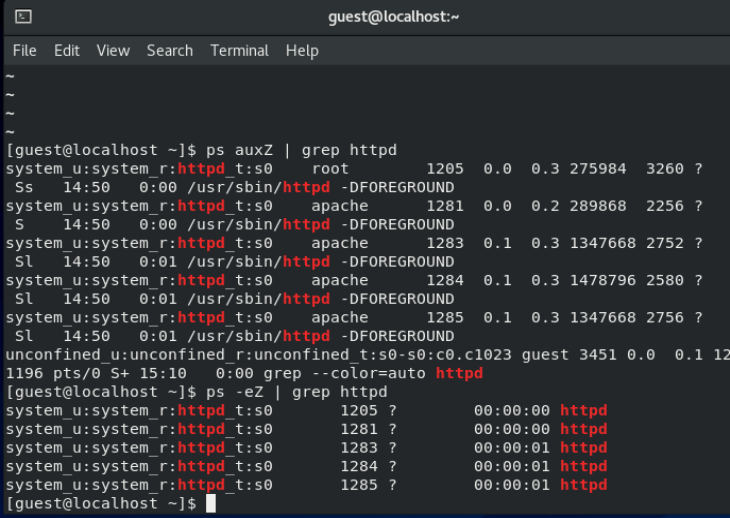 guest@localhost:~
File Edit View Search Terminal Help
~
~
~
~
[guest@localhost ~]$ ps auxZ | grep httpd
system_u:system_r:httpd_t:s0    root        1205  0.0  0.3 275984  3260 ?
 Ss   14:50   0:00 /usr/sbin/httpd -DFOREGROUND
system_u:system_r:httpd_t:s0    apache      1281  0.0  0.2 289868  2256 ?
 S    14:50   0:00 /usr/sbin/httpd -DFOREGROUND
system_u:system_r:httpd_t:s0    apache      1283  0.1  0.3 1347668 2752 ?
 Sl   14:50   0:01 /usr/sbin/httpd -DFOREGROUND
system_u:system_r:httpd_t:s0    apache      1284  0.1  0.3 1478796 2580 ?
 Sl   14:50   0:01 /usr/sbin/httpd -DFOREGROUND
system_u:system_r:httpd_t:s0    apache      1285  0.1  0.3 1347668 2756 ?
 Sl   14:50   0:01 /usr/sbin/httpd -DFOREGROUND
unconfined_u:unconfined_r:unconfined_t:s0-s0:c0.c1023 guest 3451 0.0  0.1 12
1196 pts/0 S+ 15:10   0:00 grep --color=auto httpd
[guest@localhost ~]$ ps -eZ | grep httpd
system_u:system_r:httpd_t:s0       1205 ?        00:00:00 httpd
system_u:system_r:httpd_t:s0       1281 ?        00:00:00 httpd
system_u:system_r:httpd_t:s0       1283 ?        00:00:01 httpd
system_u:system_r:httpd_t:s0       1284 ?        00:00:01 httpd
system_u:system_r:httpd_t:s0       1285 ?        00:00:01 httpd
[guest@localhost ~]$